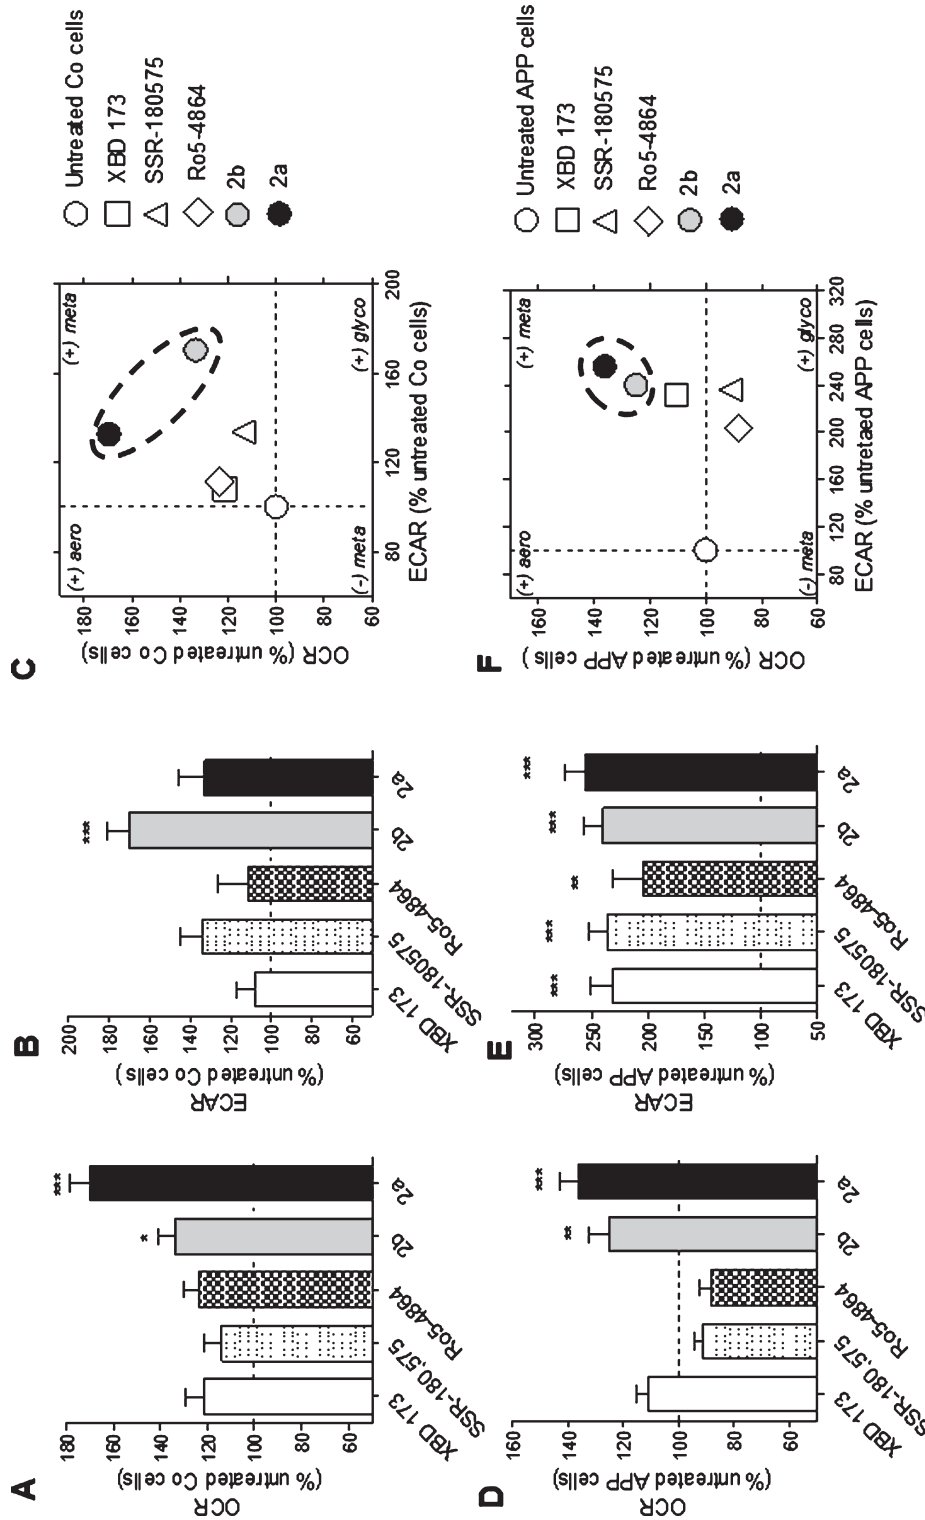 A
OCR
(% untreated Co cells)
180
160
140
120
100
80
60
XBD 173
SSR-180,575
Ro5-4864
2b
2a
*
***
B
ECAR
(% untreated Co cells)
200
180
160
140
120
100
80
60
XBD 173
SSR-180575
Ro5-4864
2b
2a
***
C
OCR (% untreated Co cells)
180
160
140
120
100
80
60
(+) aero
(+) meta
(-) meta
(+) glyco
80
120
160
200
ECAR (% untreated Co cells)
Untreated Co cells
XBD 173
SSR-180575
Ro5-4864
2b
2a
D
OCR
(% untreated APP cells)
160
140
120
100
80
60
XBD 173
SSR-180,575
Ro5-4864
2b
2a
**
***
E
ECAR
(% untreated APP cells)
300
250
200
150
100
50
XBD 173
SSR-180575
Ro5-4864
2b
2a
***
***
**
***
***
F
OCR (% untreated APP cells )
160
140
120
100
80
60
(+) aero
(+) meta
(-) meta
(+) glyco
80
120
160
200
240
280
320
ECAR (% untretaed APP cells)
Untreated APP cells
XBD 173
SSR-180575
Ro5-4864
2b
2a